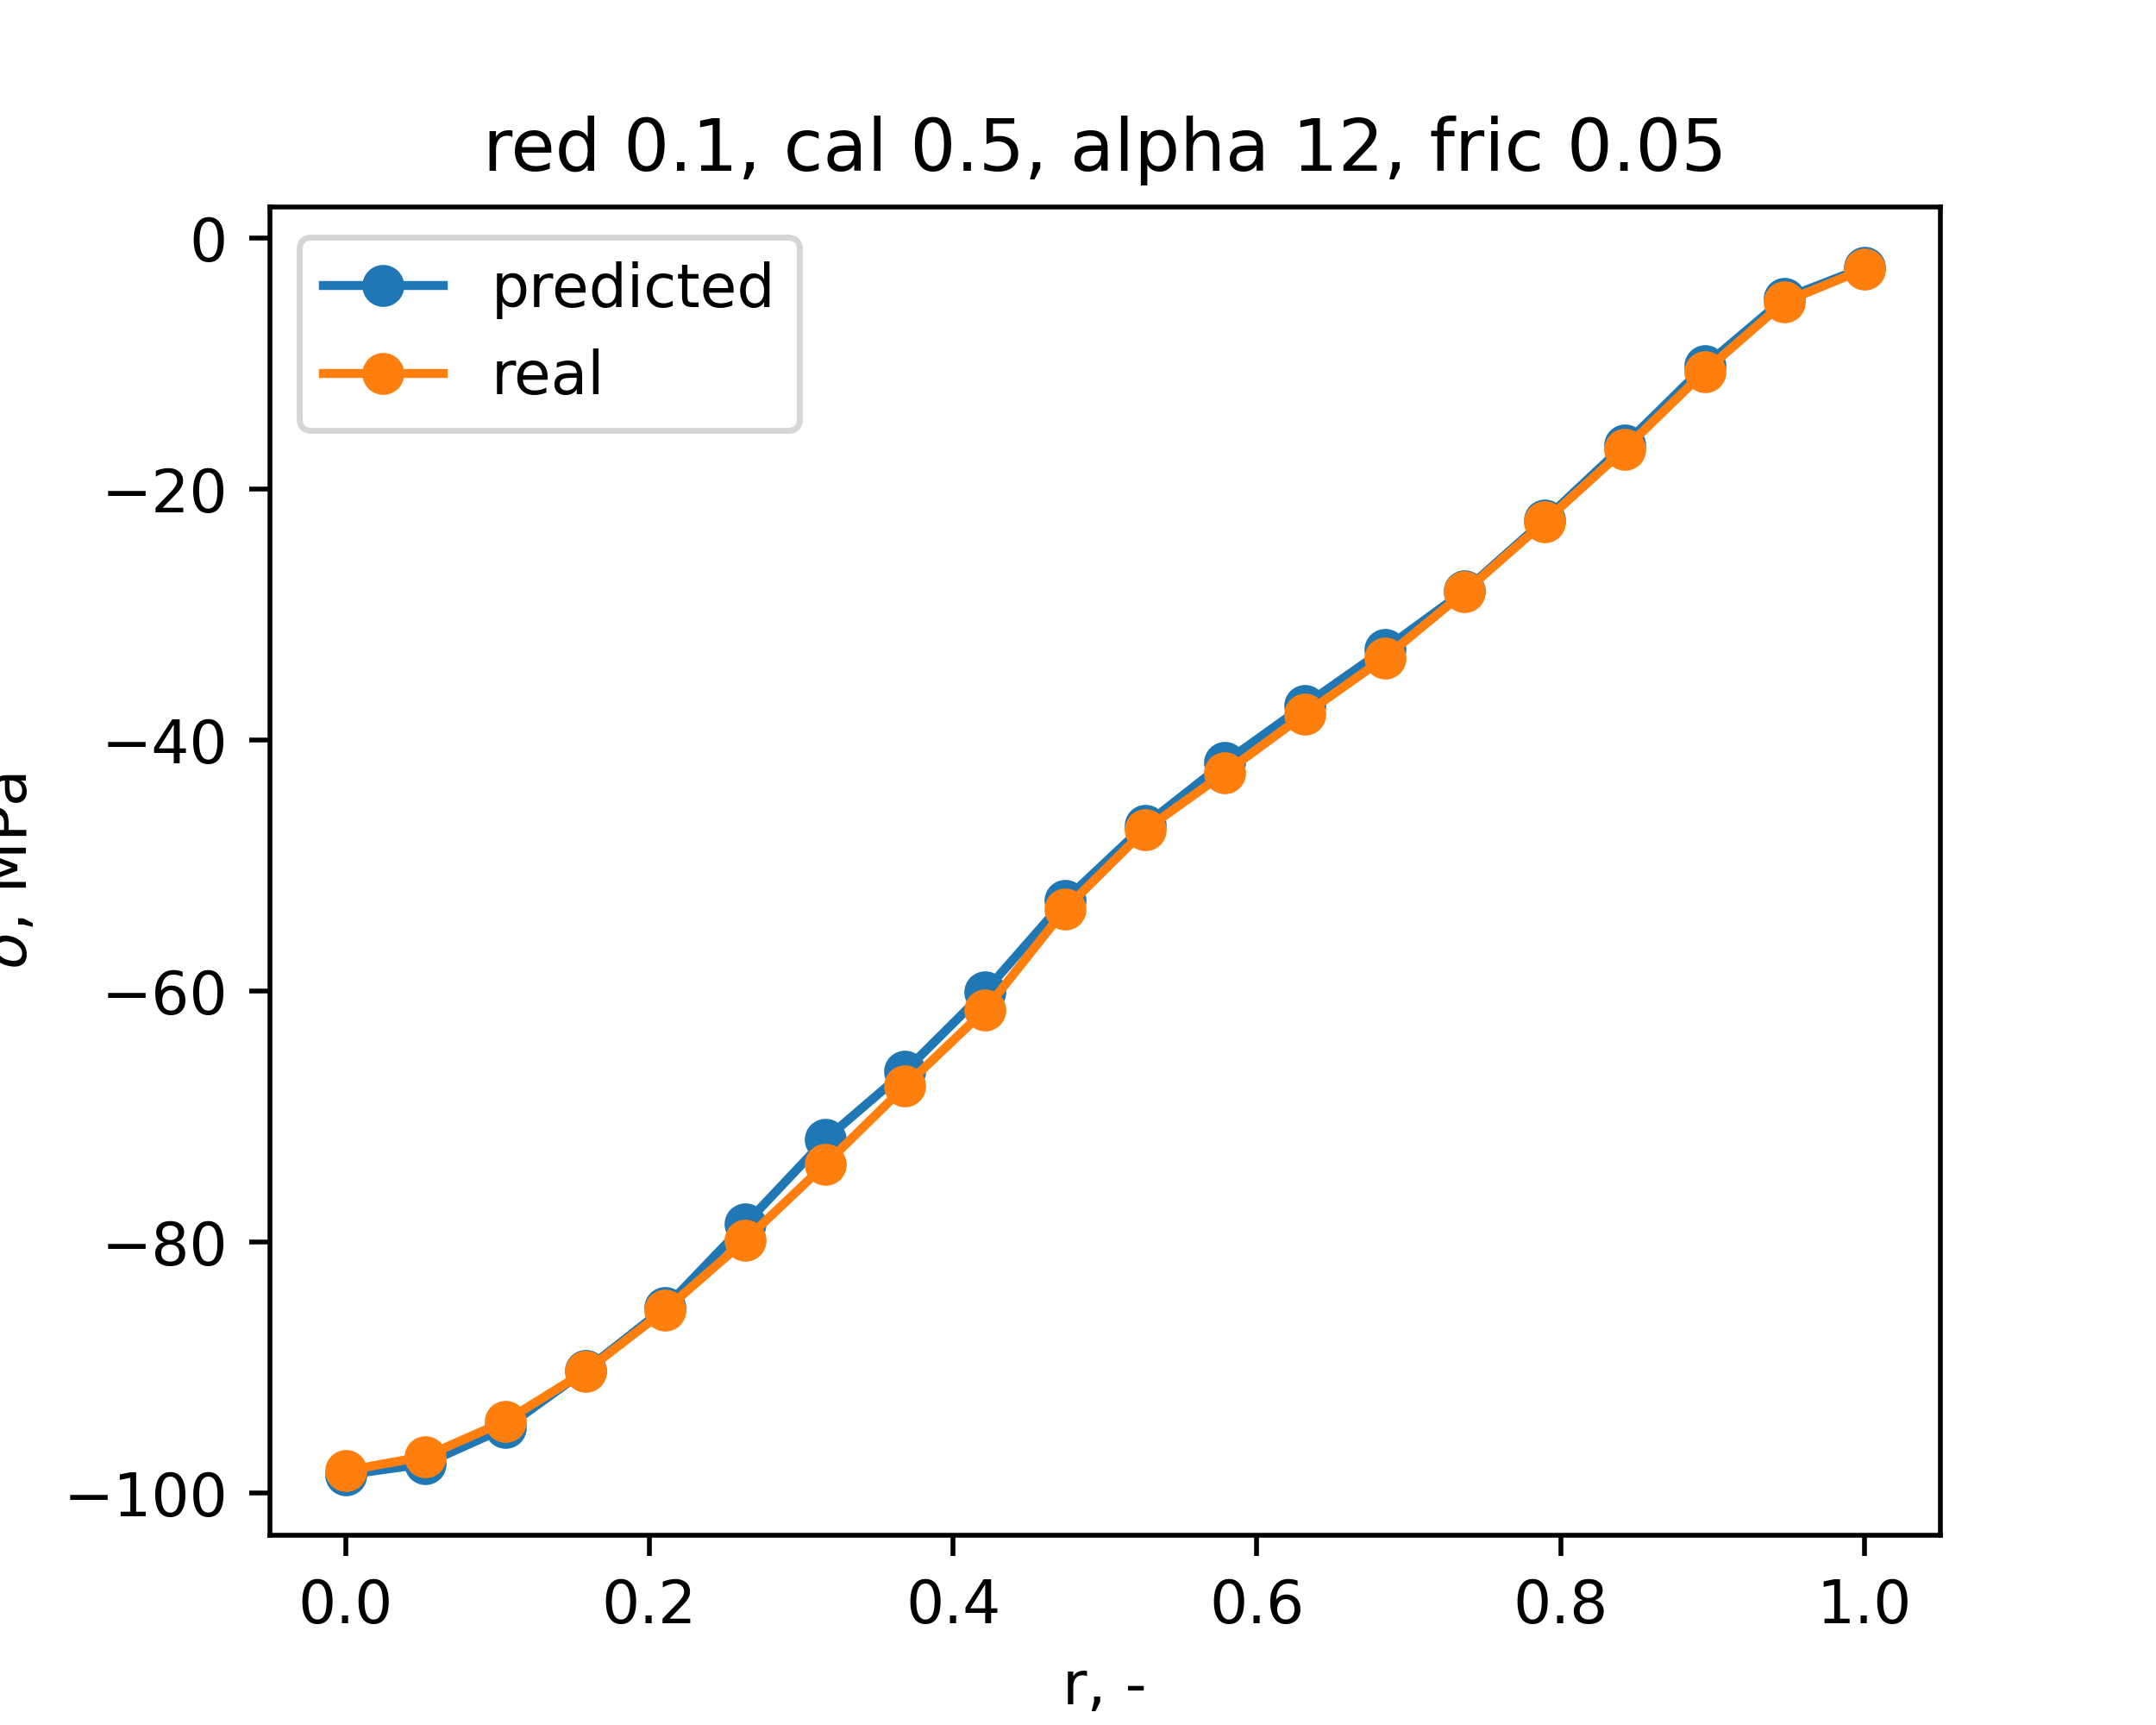 red 0.1, cal 0.5, alpha 12, fric 0.05
predicted
real
0
−20
−40
−60
−80
−100
σ, MPa
0.0 0.2 0.4 0.6 0.8 1.0
r, -